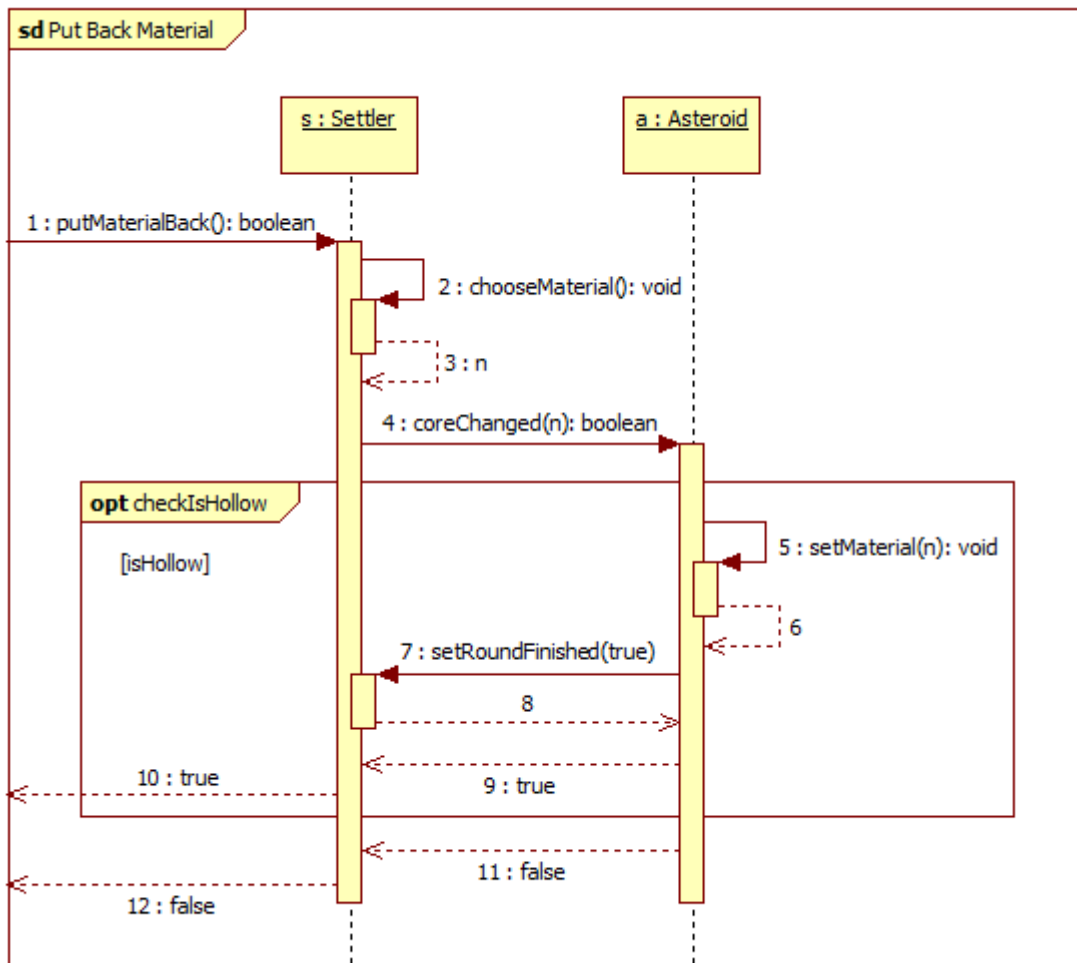 sd Put Back Material
s : Settler
a : Asteroid
1 : putMaterialBack(): boolean
2 : chooseMaterial(): void
3 : n
4 : coreChanged(n): boolean
opt checkIsHollow
[isHollow]
5 : setMaterial(n): void
6
7 : setRoundFinished(true)
8
9 : true
10 : true
11 : false
12 : false